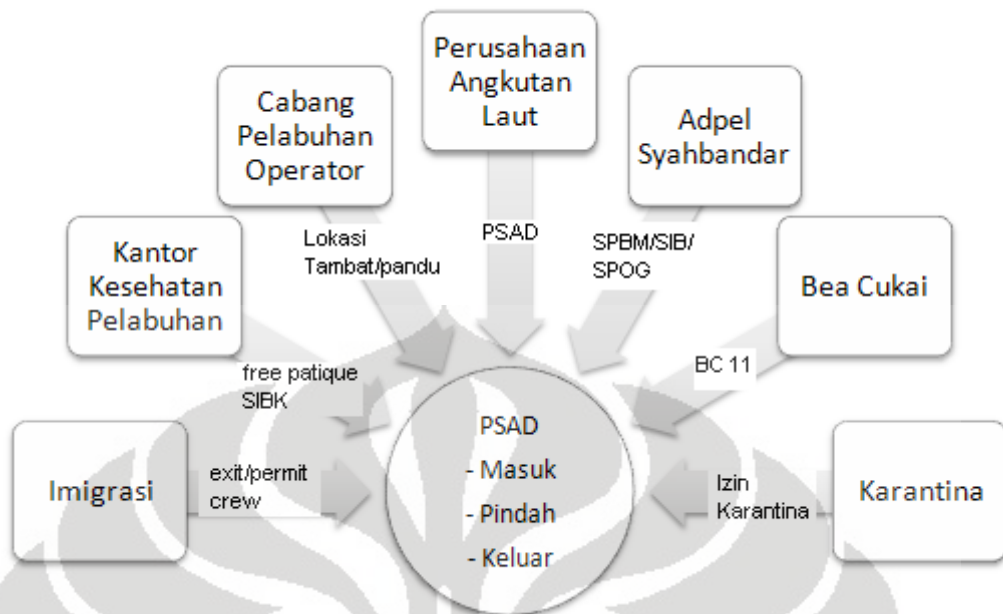 Perusahaan
Angkutan
Laut
Cabang
Pelabuhan
Operator
Adpel
Syahbandar
Kantor
Kesehatan
Pelabuhan
Lokasi
Tambat/pandu
PSAD
SPBM/SIB/
SPOG
Bea Cukai
free patique
SIBK
BC 11
Imigrasi
exit/permit
crew
PSAD
- Masuk
- Pindah
- Keluar
Izin
Karantina
Karantina